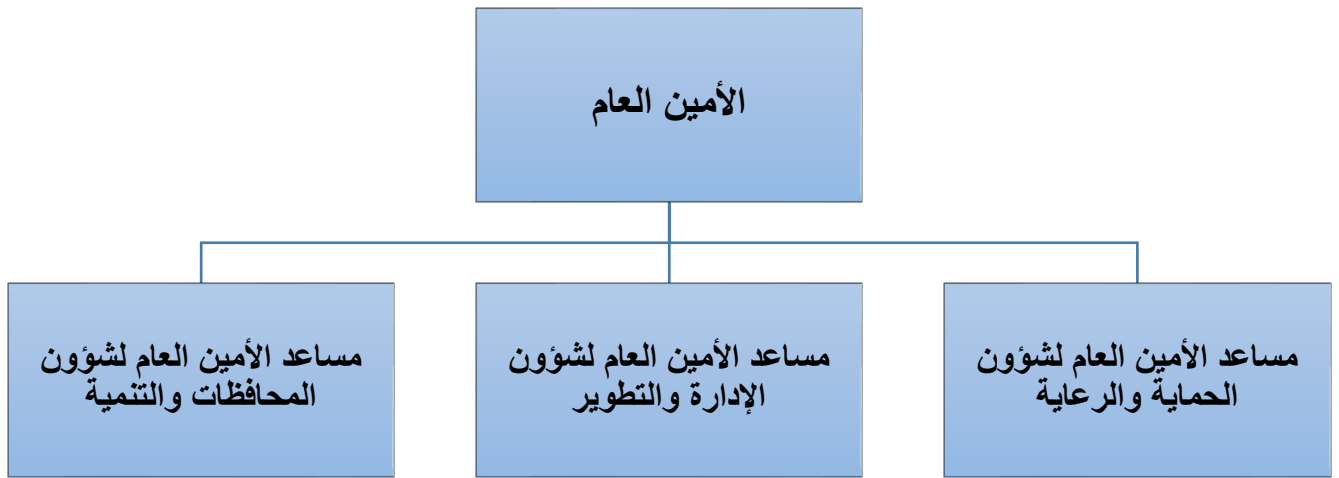 الأمين العام
مساعد الأمين العام لشؤون
الحماية والرعاية
مساعد الأمين العام لشؤون
الإدارة والتطوير
مساعد الأمين العام لشؤون
المحافظات والتنمية